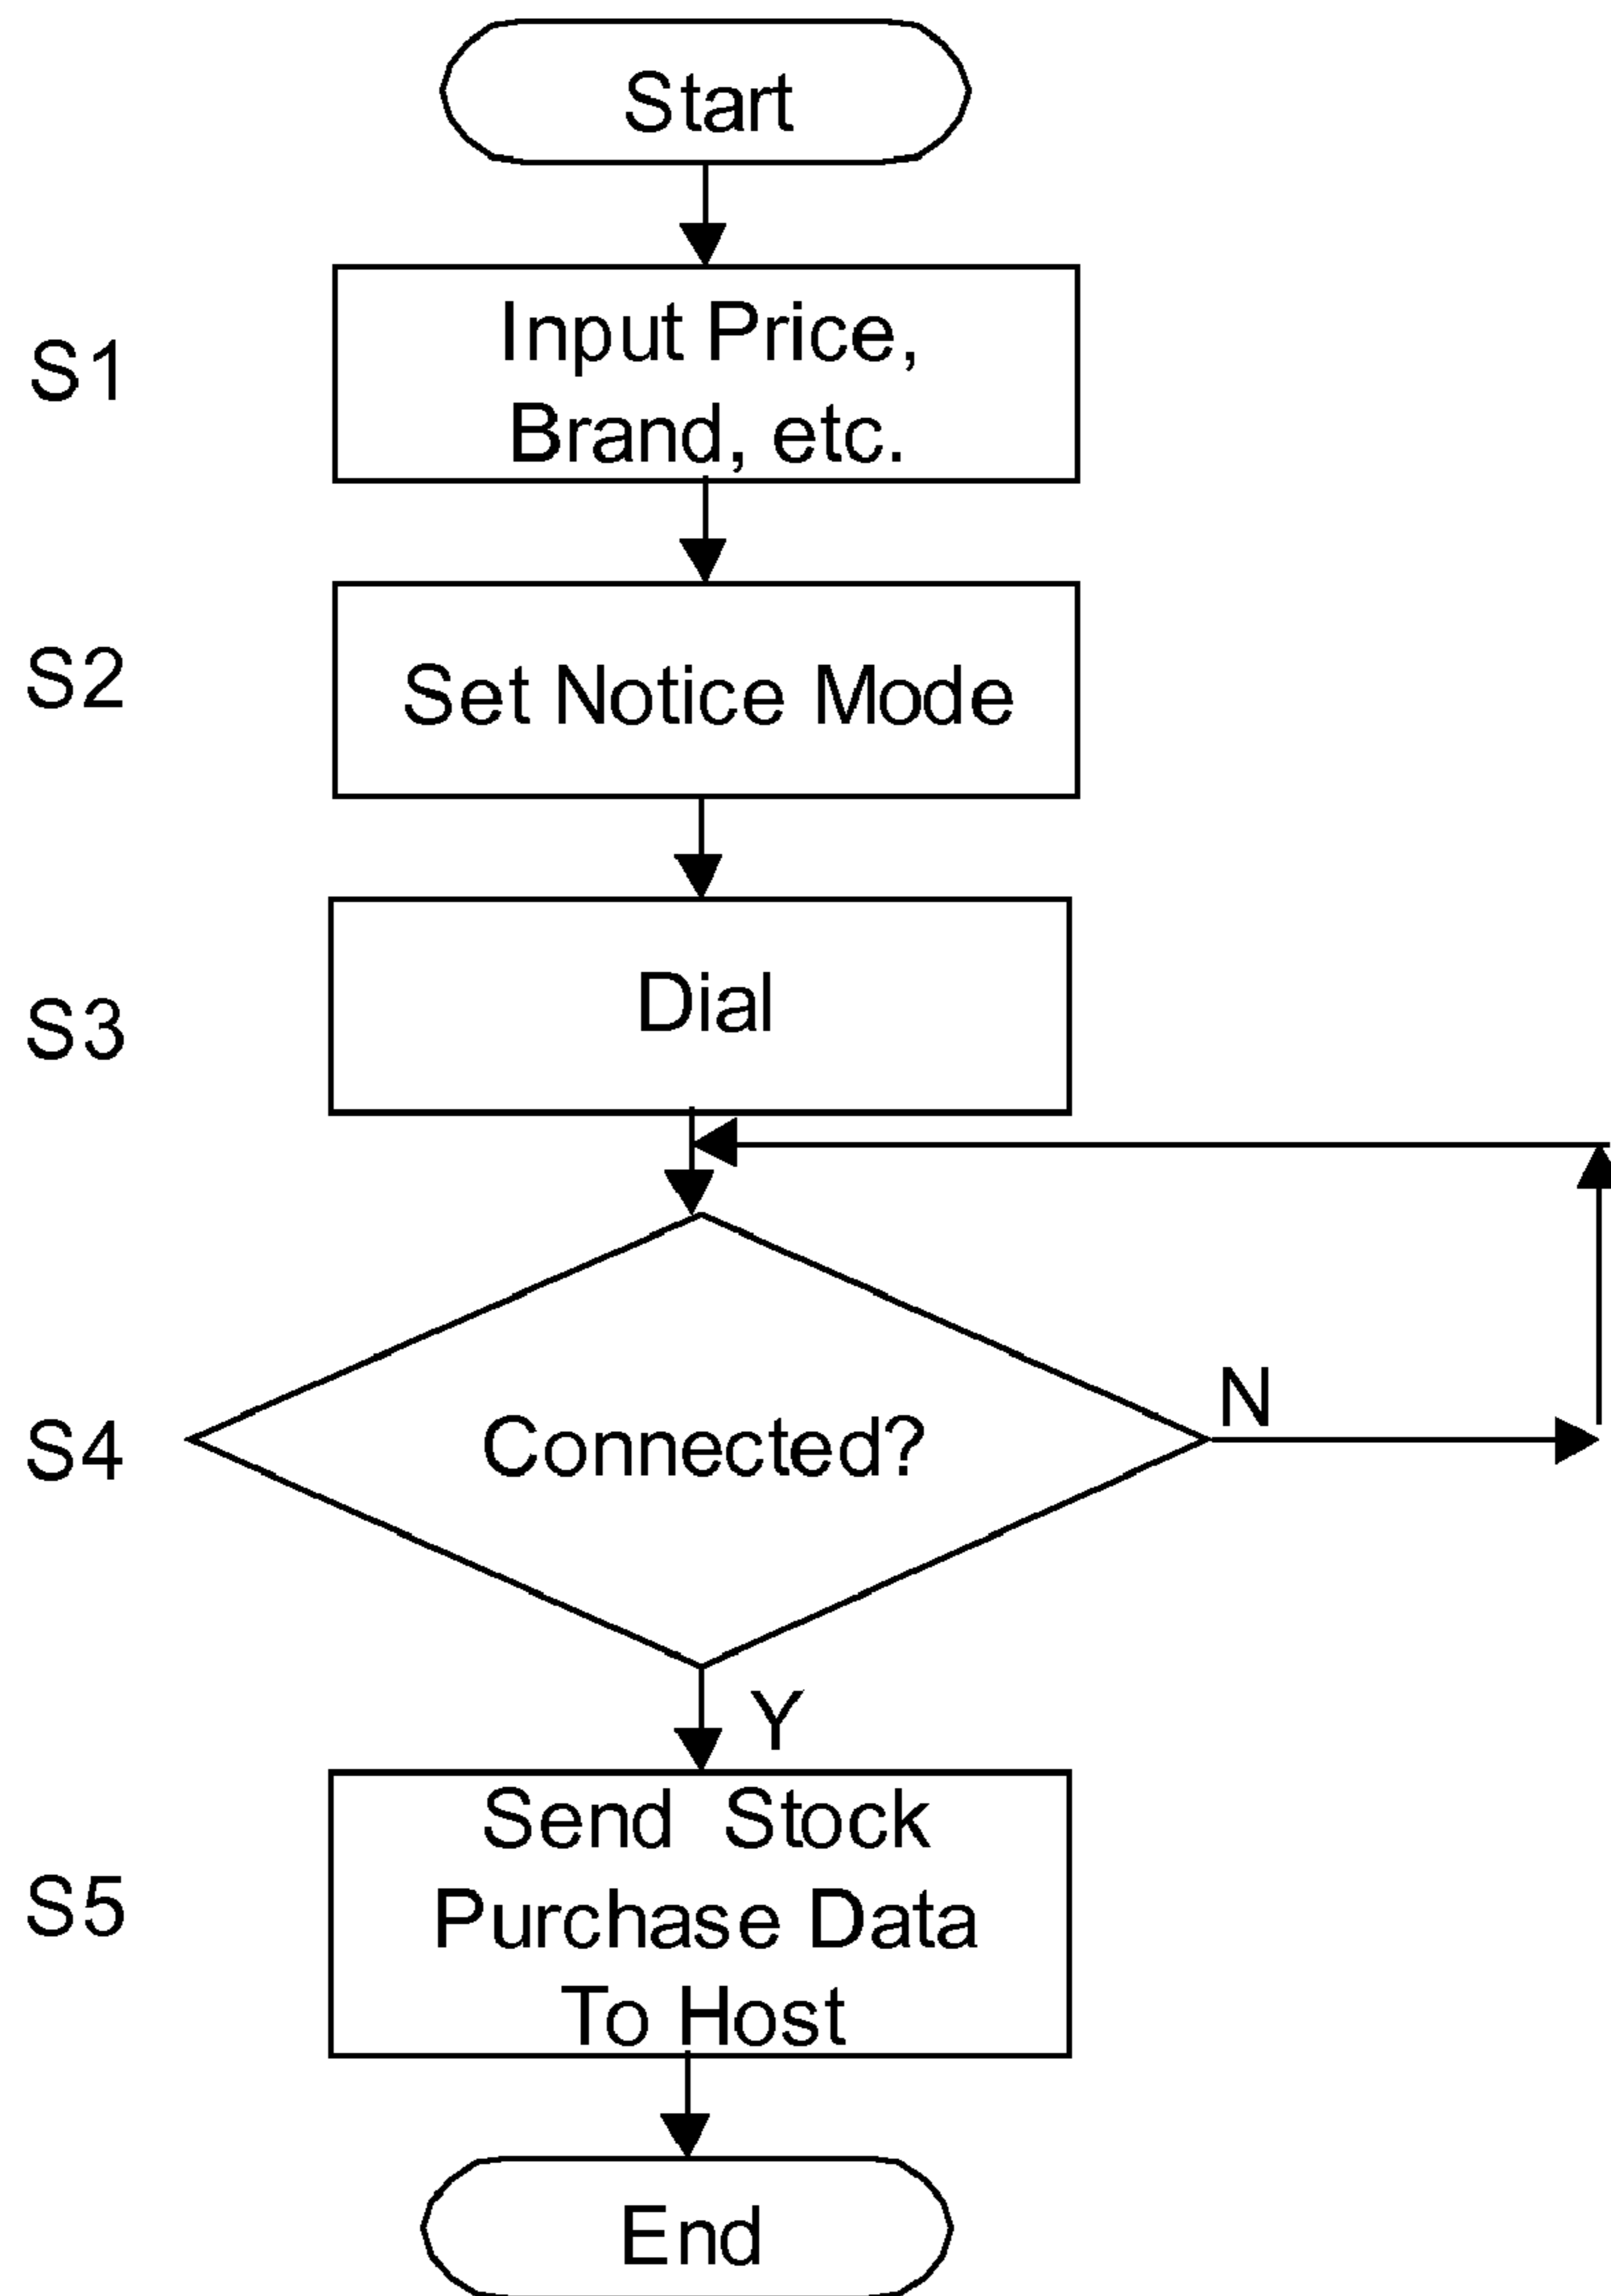 Start
S1
Input Price,
Brand, etc.
S2
Set Notice Mode
S3
Dial
S4
Connected?
N
Y
S5
Send Stock
Purchase Data
To Host
End